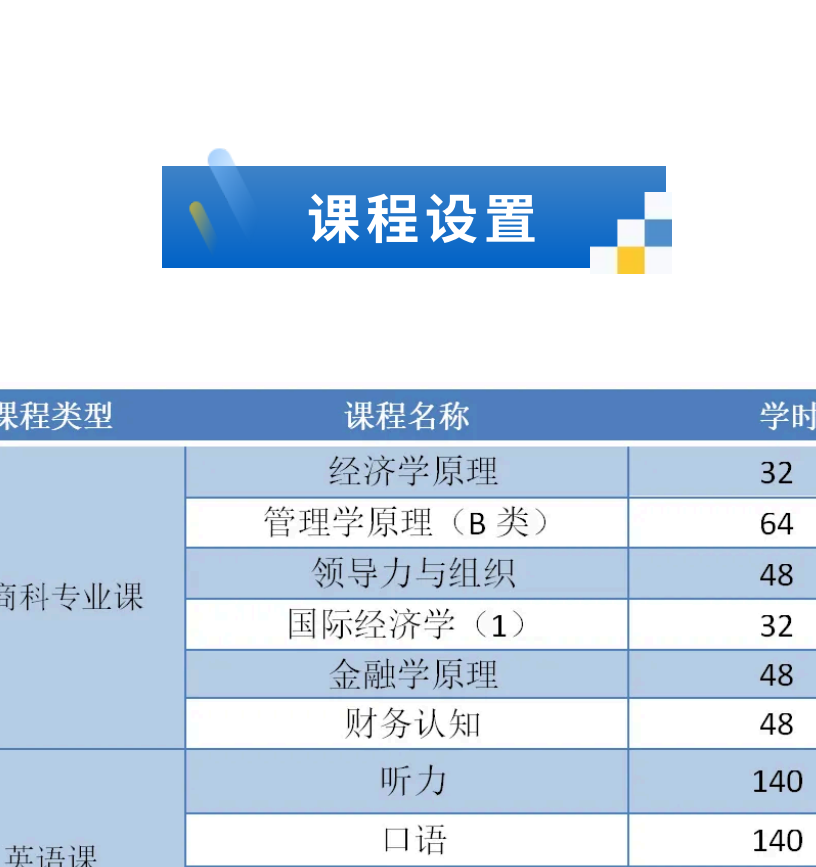 课程设置
课程类型 课程名称 学时
商科专业课
经济学原理 32
管理学原理（B 类） 64
领导力与组织 48
国际经济学（1） 32
金融学原理 48
财务认知 48
英语课
听力 140
口语 140